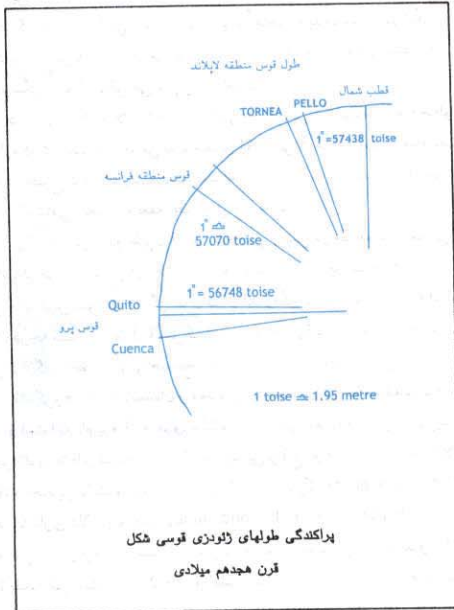 طول قوس منطقه لاپلاند
قطب شمال
TORNEA PELLO
1°=57438 toise
قوس منطقه فرانسه
1° ≏
57070 toise
1°= 56748 toise
Quito
قوس پرو
Cuenca
1 toise ≏ 1.95 metre
پراکندگی طولهای ژئودزی قوسی شکل
قرن هجدهم میلادی